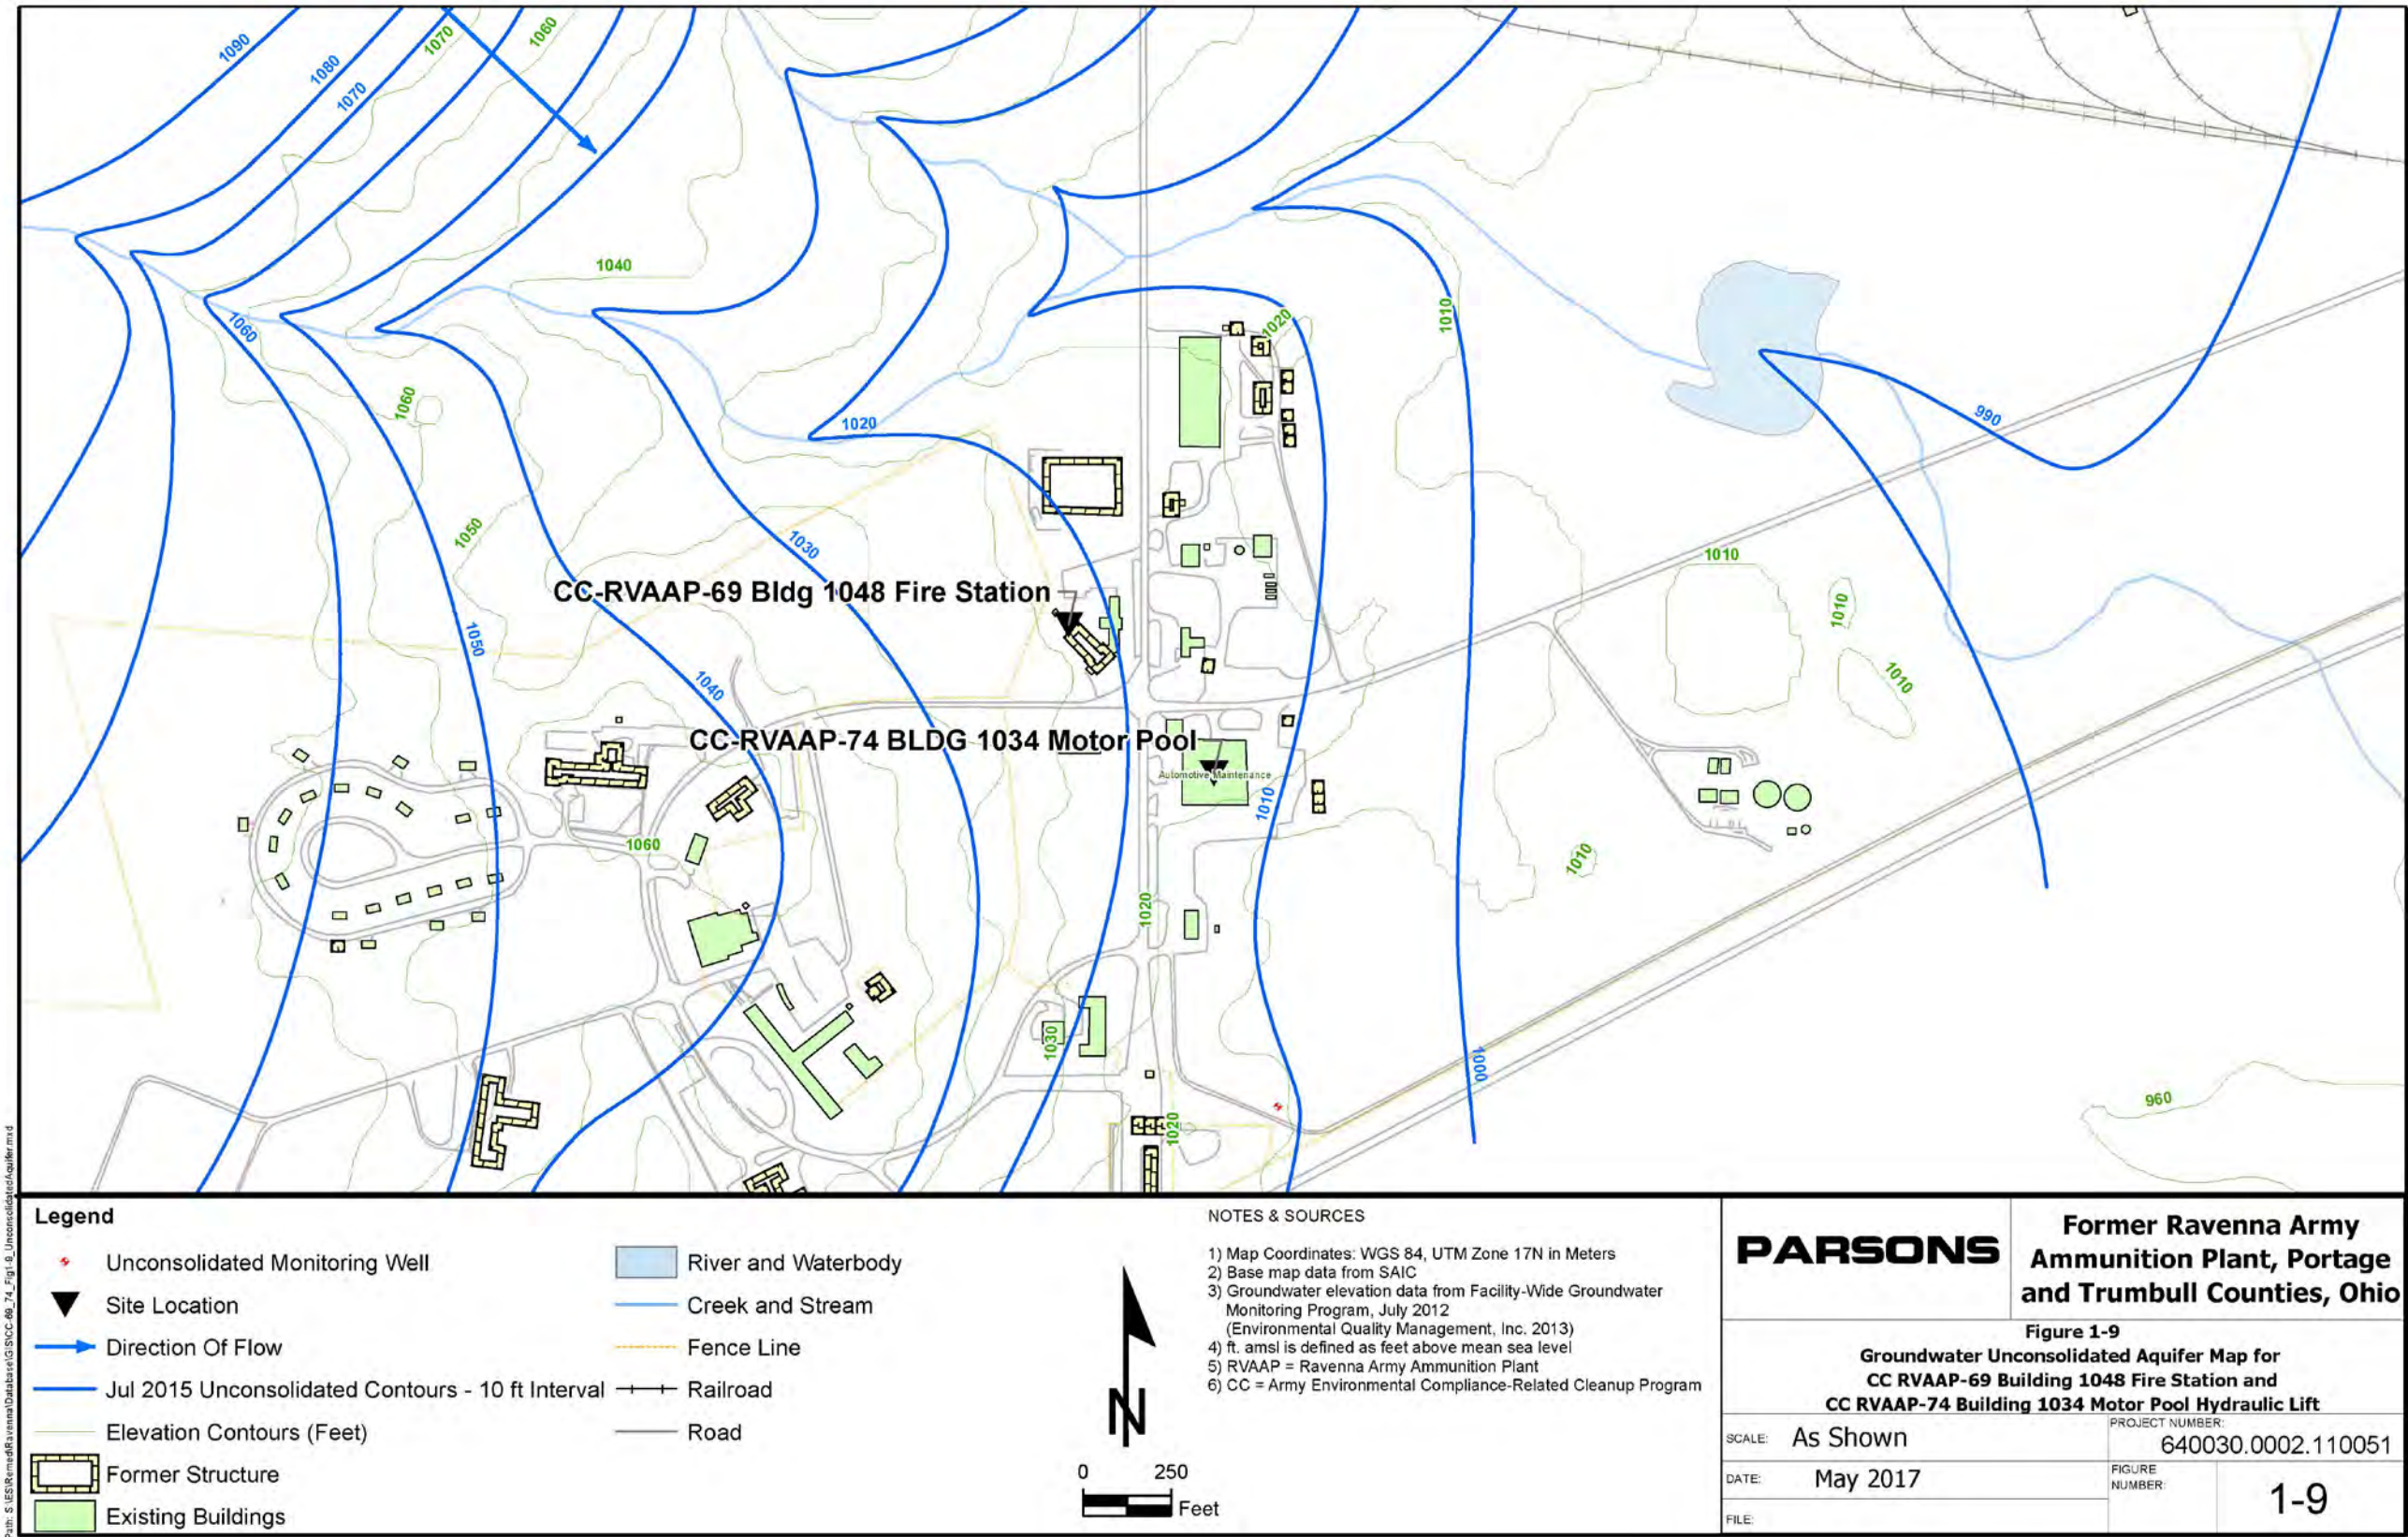 1090
1080
1070
1070
1060
1040
1060
1020
1010
1060
1020
990
1050
1030
1010
CC-RVAAP-69 Bldg 1048 Fire Station
1010
1050
1010
1040
CC-RVAAP-74 BLDG 1034 Motor Pool
Automotive Maintenance
1010
1060
1010
1020
1030
1000
1020
960
Legend
Unconsolidated Monitoring Well
Site Location
Direction Of Flow
Jul 2015 Unconsolidated Contours - 10 ft Interval
Elevation Contours (Feet)
Former Structure
Existing Buildings
River and Waterbody
Creek and Stream
Fence Line
Railroad
Road
N
0 250
Feet
NOTES & SOURCES
1) Map Coordinates: WGS 84, UTM Zone 17N in Meters
2) Base map data from SAIC
3) Groundwater elevation data from Facility-Wide Groundwater
Monitoring Program, July 2012
(Environmental Quality Management, Inc. 2013)
4) ft. amsl is defined as feet above mean sea level
5) RVAAP = Ravenna Army Ammunition Plant
6) CC = Army Environmental Compliance-Related Cleanup Program
PARSONS
Former Ravenna Army
Ammunition Plant, Portage
and Trumbull Counties, Ohio
Figure 1-9
Groundwater Unconsolidated Aquifer Map for
CC RVAAP-69 Building 1048 Fire Station and
CC RVAAP-74 Building 1034 Motor Pool Hydraulic Lift
SCALE: As Shown
PROJECT NUMBER:
640030.0002.110051
DATE: May 2017
FIGURE
NUMBER:
1-9
FILE:
Path: S:\ES\Remed\Ravenna\Database\GIS\CC-69_74_Fig1-9_UnconsolidatedAquifer.mxd